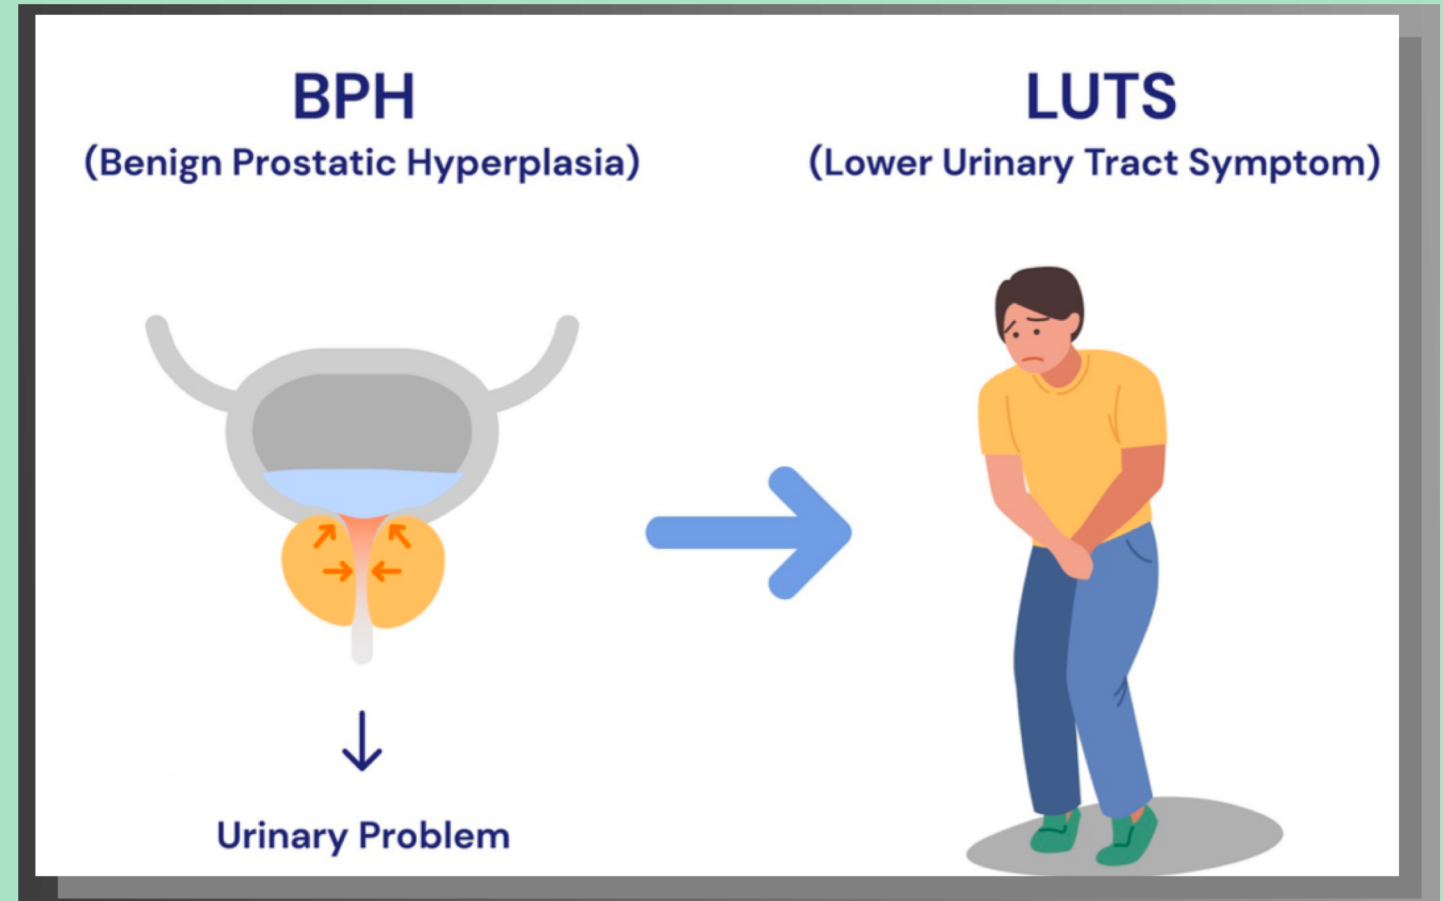 BPH
(Benign Prostatic Hyperplasia)
Urinary Problem
LUTS
(Lower Urinary Tract Symptom)